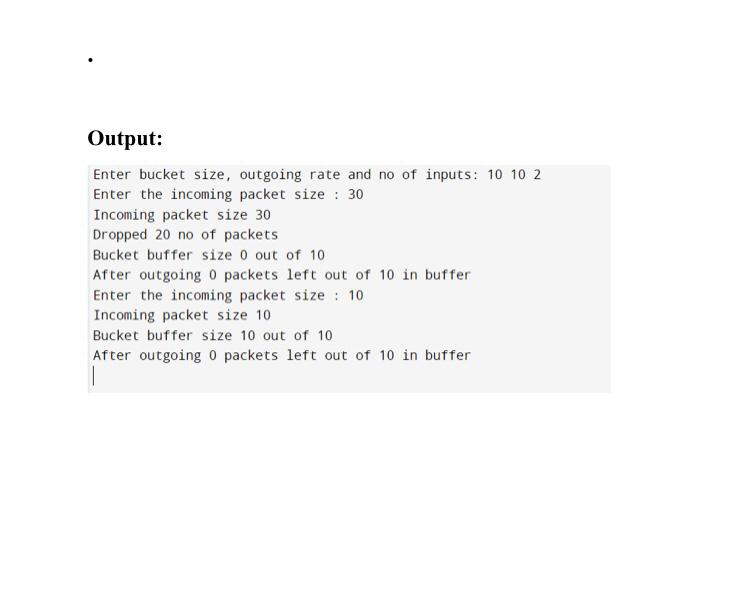 .
Output:
Enter bucket size, outgoing rate and no of inputs: 10 10 2
Enter the incoming packet size : 30
Incoming packet size 30
Dropped 20 no of packets
Bucket buffer size 0 out of 10
After outgoing 0 packets left out of 10 in buffer
Enter the incoming packet size : 10
Incoming packet size 10
Bucket buffer size 10 out of 10
After outgoing 0 packets left out of 10 in buffer